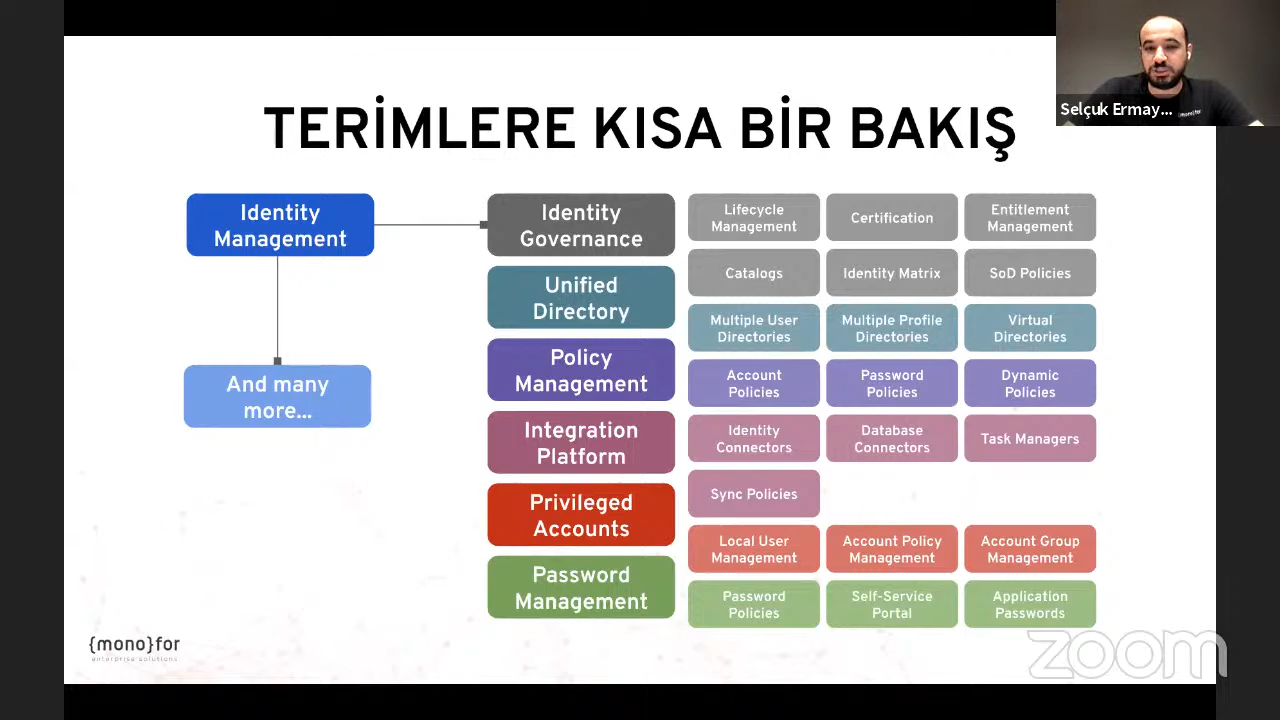 TERİMLERE KISA BİR BAKIŞ
Selçuk Ermay...
{mono}for
Identity
Management
And many
more...
Identity
Governance
Lifecycle
Management
Certification
Entitlement
Management
Catalogs
Identity Matrix
SoD Policies
Unified
Directory
Multiple User
Directories
Multiple Profile
Directories
Virtual
Directories
Policy
Management
Account
Policies
Password
Policies
Dynamic
Policies
Integration
Platform
Identity
Connectors
Database
Connectors
Task Managers
Sync Policies
Privileged
Accounts
Local User
Management
Account Policy
Management
Account Group
Management
Password
Management
Password
Policies
Self-Service
Portal
Application
Passwords
{mono}for
enterprise solutions
zoom